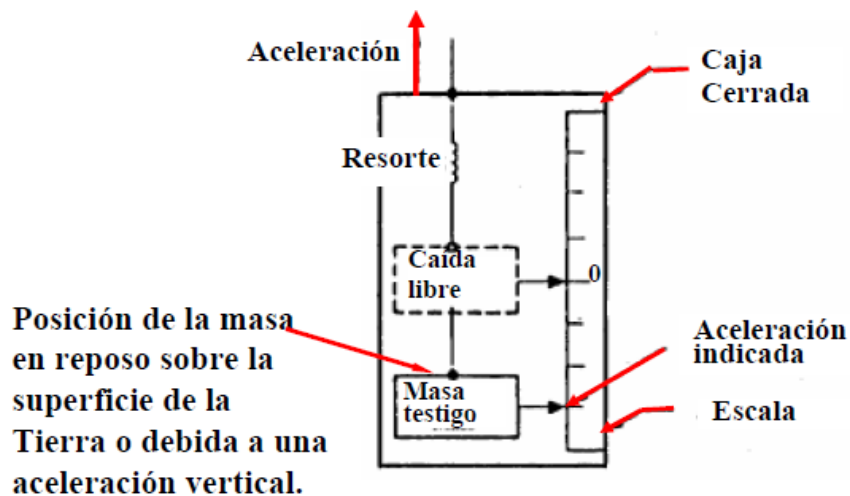 Aceleración
Caja
Cerrada
Resorte
Caída
libre
0
Posición de la masa
en reposo sobre la
superficie de la
Tierra o debida a una
aceleración vertical.
Masa
testigo
Aceleración
indicada
Escala